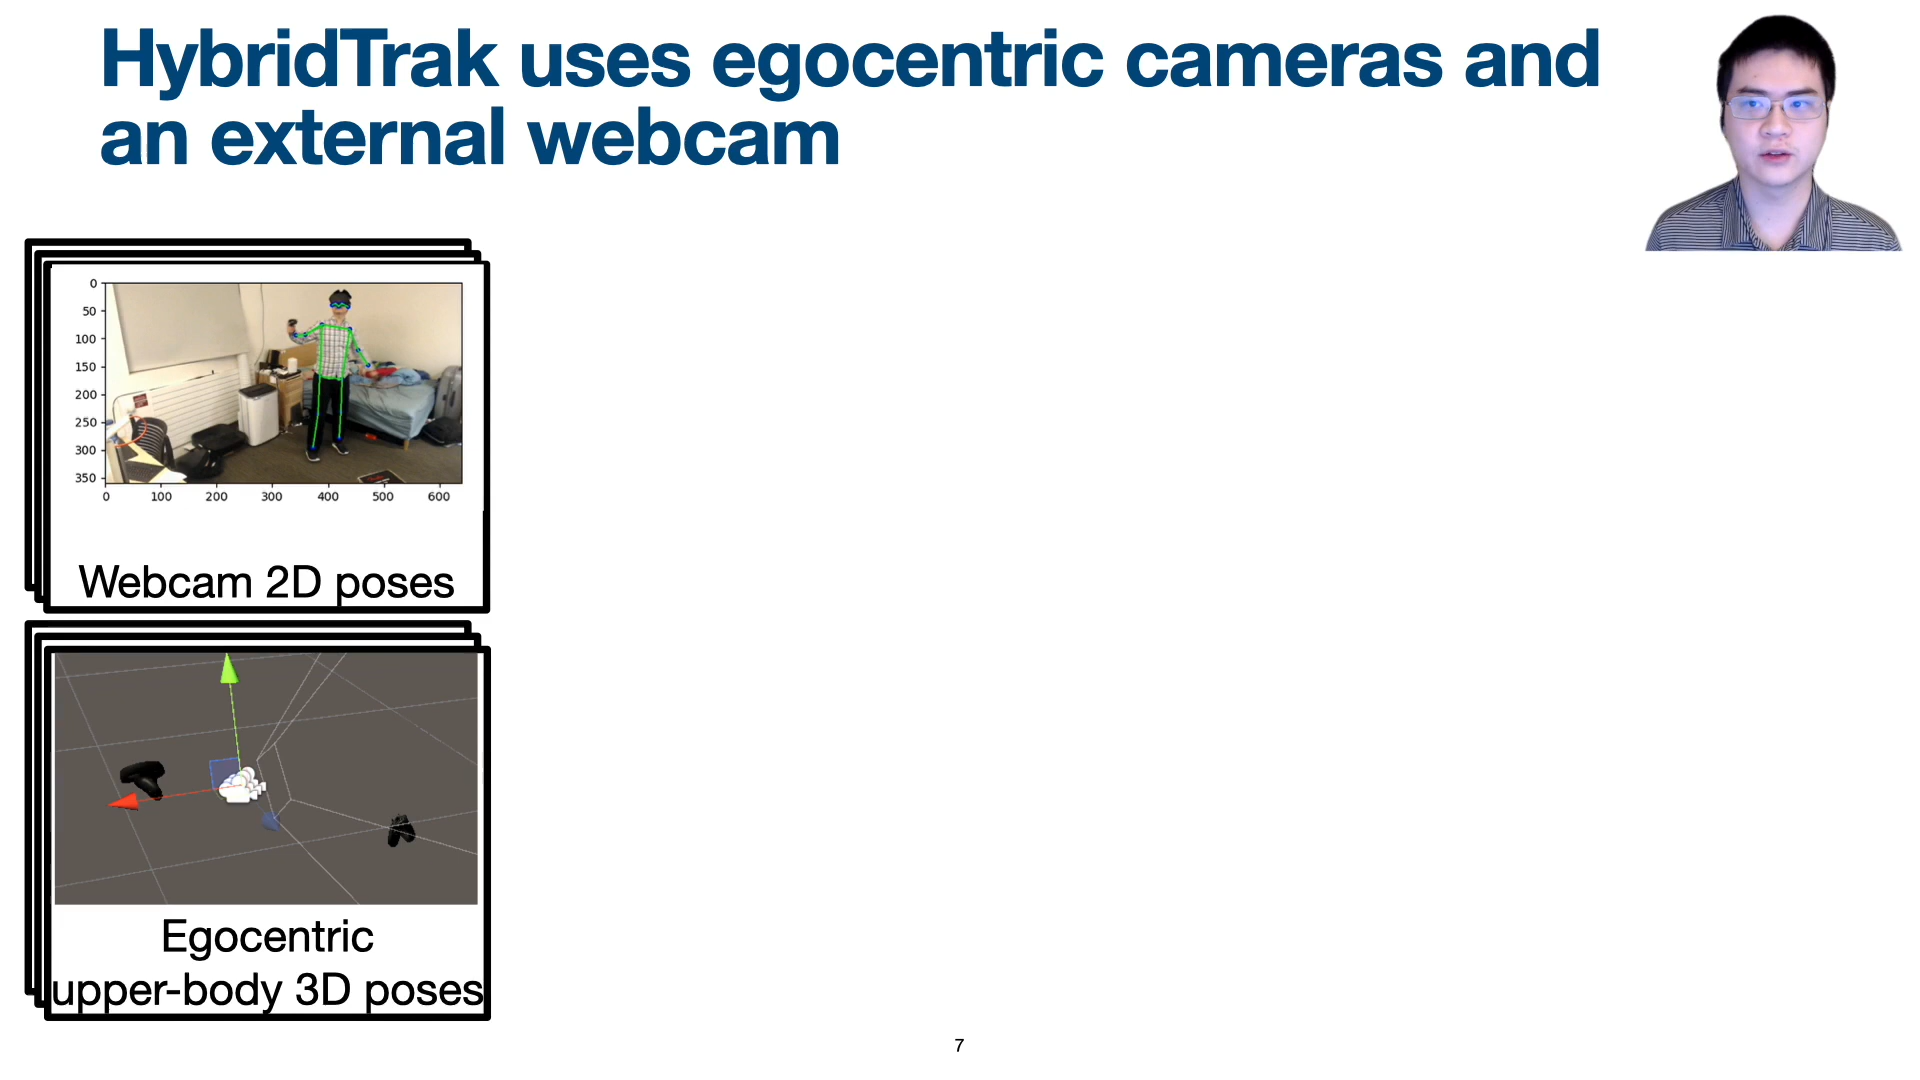 HybridTrak uses egocentric cameras and
an external webcam
0
50
100
150
200
250
300
350
0 100 200 300 400 500 600
Webcam 2D poses
Egocentric
upper-body 3D poses
7